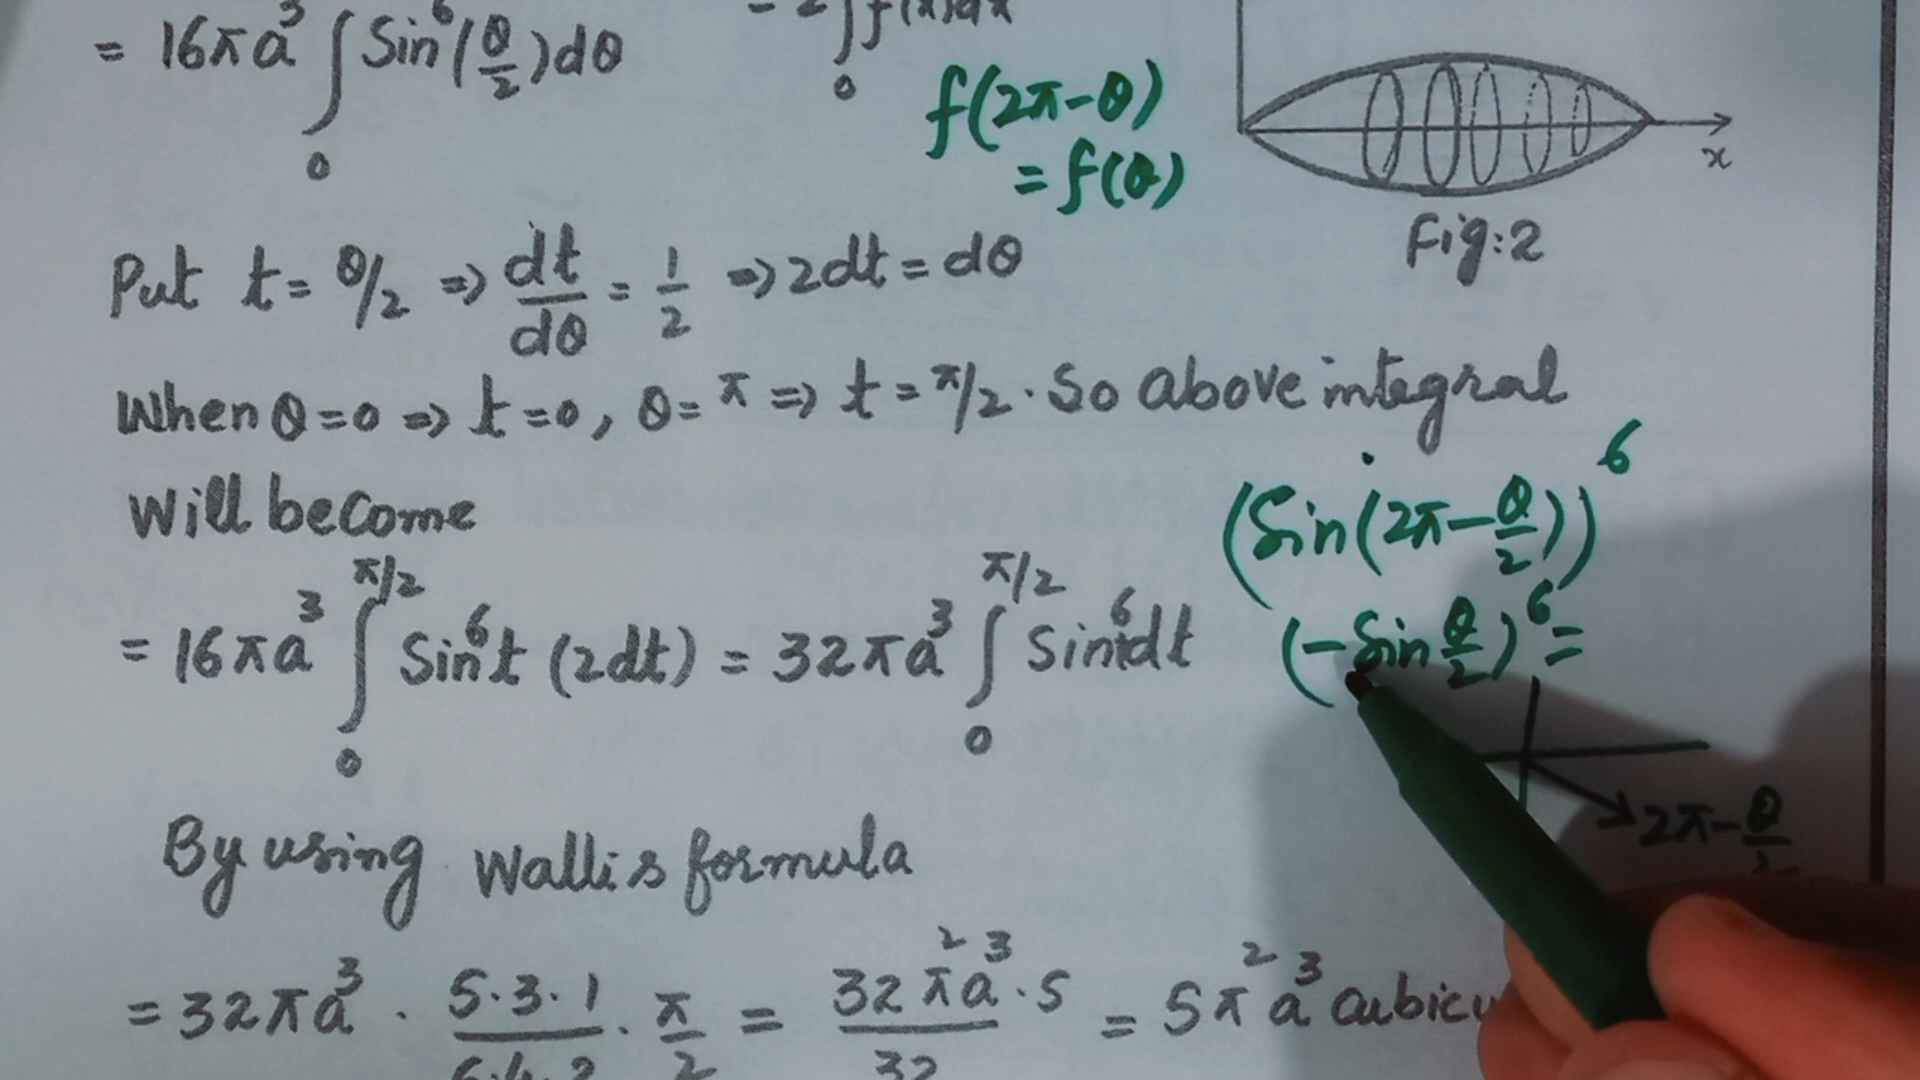 = 16πa³ ∫₀ Sin⁶(θ/2)dθ
= 2∫₀ f(x)dx
f(2π-θ)
= f(θ)
x
Fig:2
Put t = θ/2 ⇒ dt/dθ = 1/2 ⇒ 2dt = dθ
When θ=0 ⇒ t=0, θ=π ⇒ t=π/2. So above integral
Will become
(Sin(2π-θ/2))⁶
= 16πa³ ∫₀^{π/2} Sin⁶t (2dt) = 32πa³ ∫₀^{π/2} Sin⁶t dt
(-Sin θ/2)⁶ =
2π-θ/2
By using Wallis formula
= 32πa³ · 5·3·1/6·4·2 · π/2 = 32π²a³·5/32 = 5π²a³ cubic